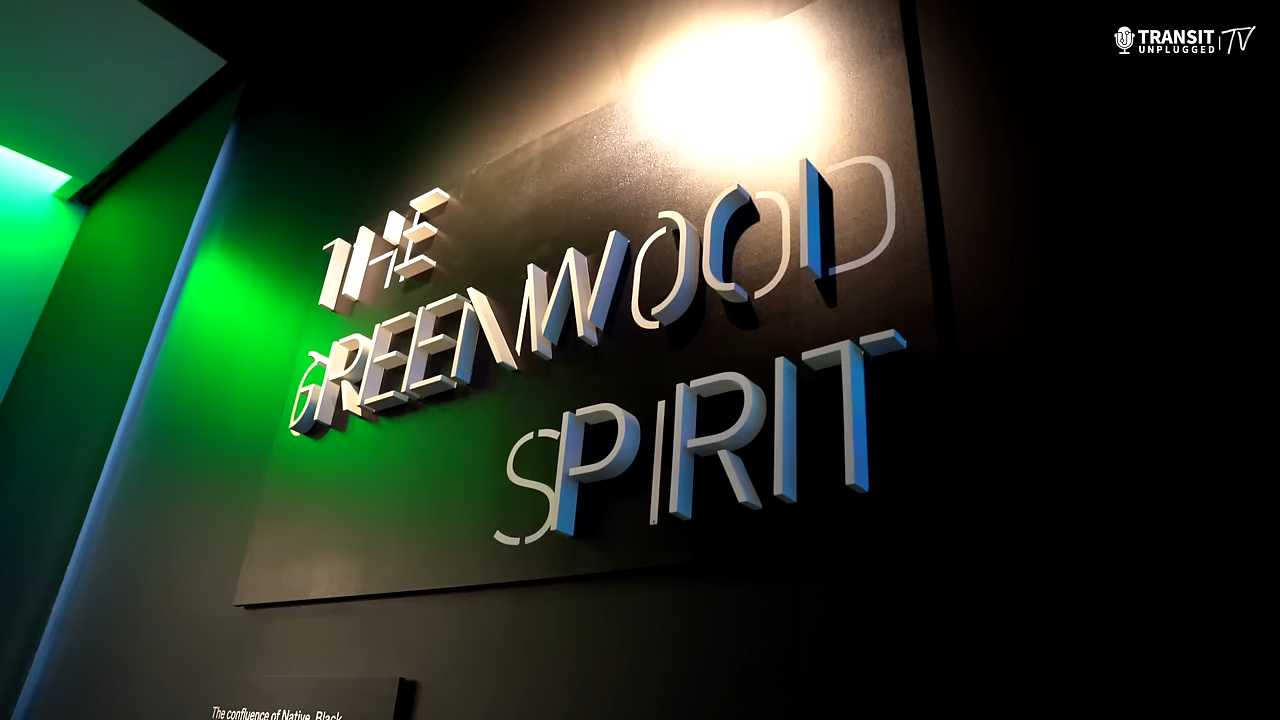 TRANSIT
UNPLUGGED TV
THE
GREENWOOD
SPIRIT
The confluence of Native, Black